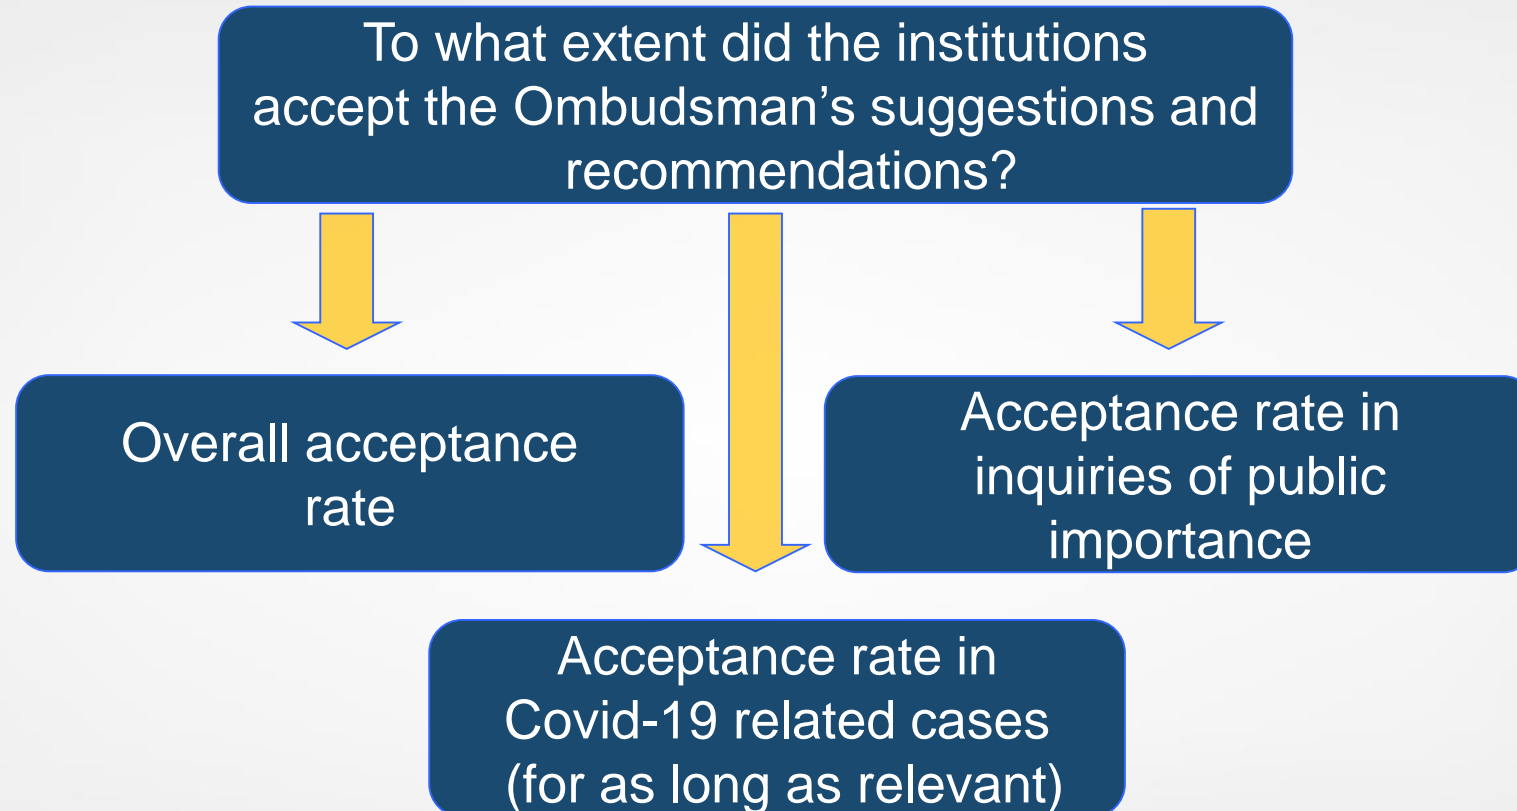 To what extent did the institutions
accept the Ombudsman’s suggestions and
recommendations?
Overall acceptance
rate
Acceptance rate in
inquiries of public
importance
Acceptance rate in
Covid-19 related cases
(for as long as relevant)